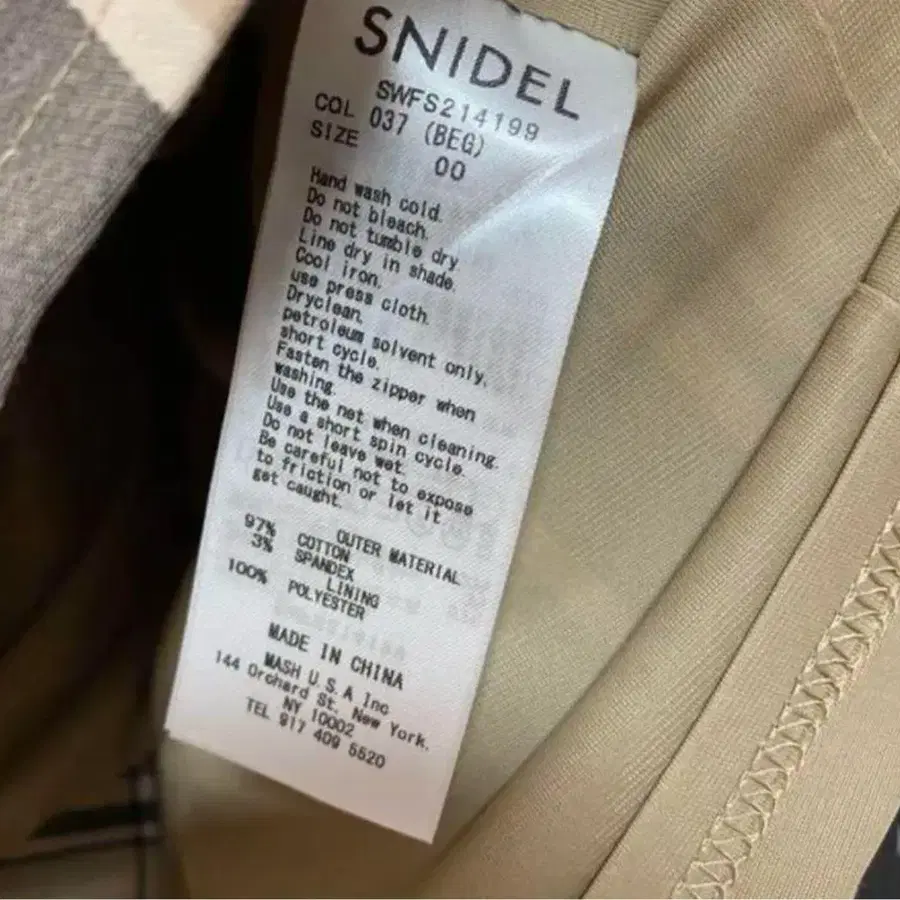 SNIDEL
SWFS214199
COL 037 (BEG)
SIZE 00
Hand wash cold.
Do not bleach.
Do not tumble dry.
Line dry in shade.
Cool iron,
use press cloth.
Dryclean,
petroleum solvent only,
short cycle.
Fasten the zipper when
washing.
Use the net when cleaning.
Use a short spin cycle.
Do not leave wet.
Be careful not to expose
to friction or let it
get caught.
OUTER MATERIAL
97% COTTON
3% SPANDEX
LINING
100% POLYESTER
MADE IN CHINA
MASH U.S.A Inc
144 Orchard St. New York,
NY 10002
TEL 917 409 5520